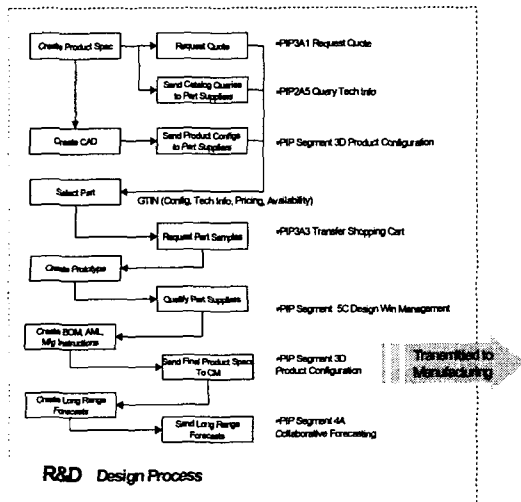 Create Product Spec
Request Quote
•PIP3A1 Request Quote
Send Catalog Queries
to Part Suppliers
•PIP2A5 Query Tech Info
Create CAD
Send Product Configs
to Part Suppliers
•PIP Segment 3D Product Configuration
Select Part
GTIN (Config, Tech Info, Pricing, Availability)
Request Part Samples
•PIP3A3 Transfer Shopping Cart
Create Prototype
Qualify Part Suppliers
•PIP Segment 5C Design Win Management
Create BOM, AML,
Mfg Instructions
Send Final Product Specs
To CM
•PIP Segment 3D
Product Configuration
Transmitted to
Manufacturing
Create Long Range
Forecasts
Send Long Range
Forecasts
•PIP Segment 4A
Collaborative Forecasting
R&D Design Process